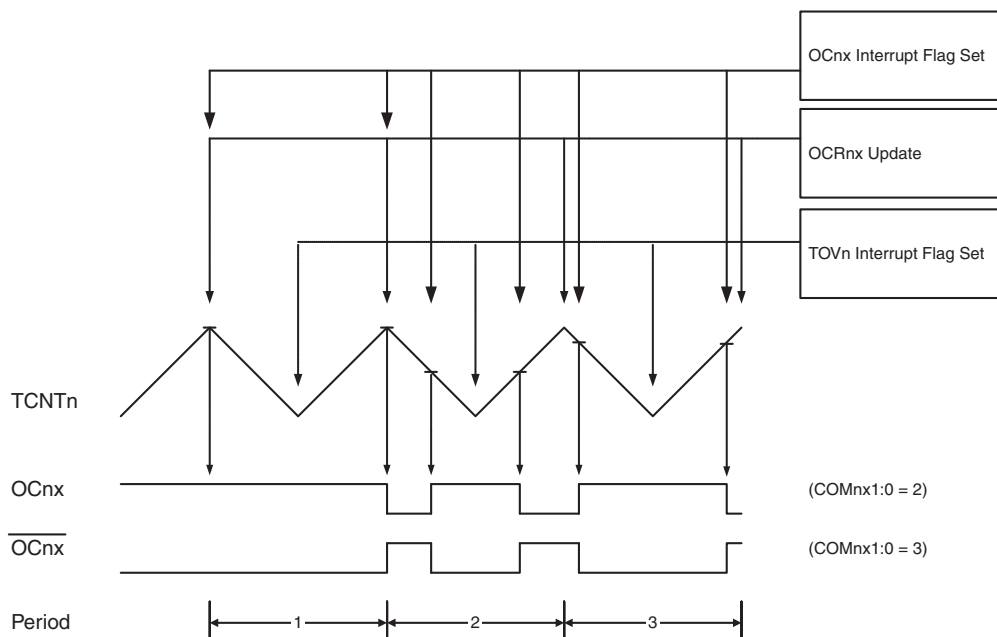 OCnx Interrupt Flag Set
OCRnx Update
TOVn Interrupt Flag Set
TCNTn
OCnx
(COMnx1:0 = 2)
OCnx
(COMnx1:0 = 3)
Period
1
2
3